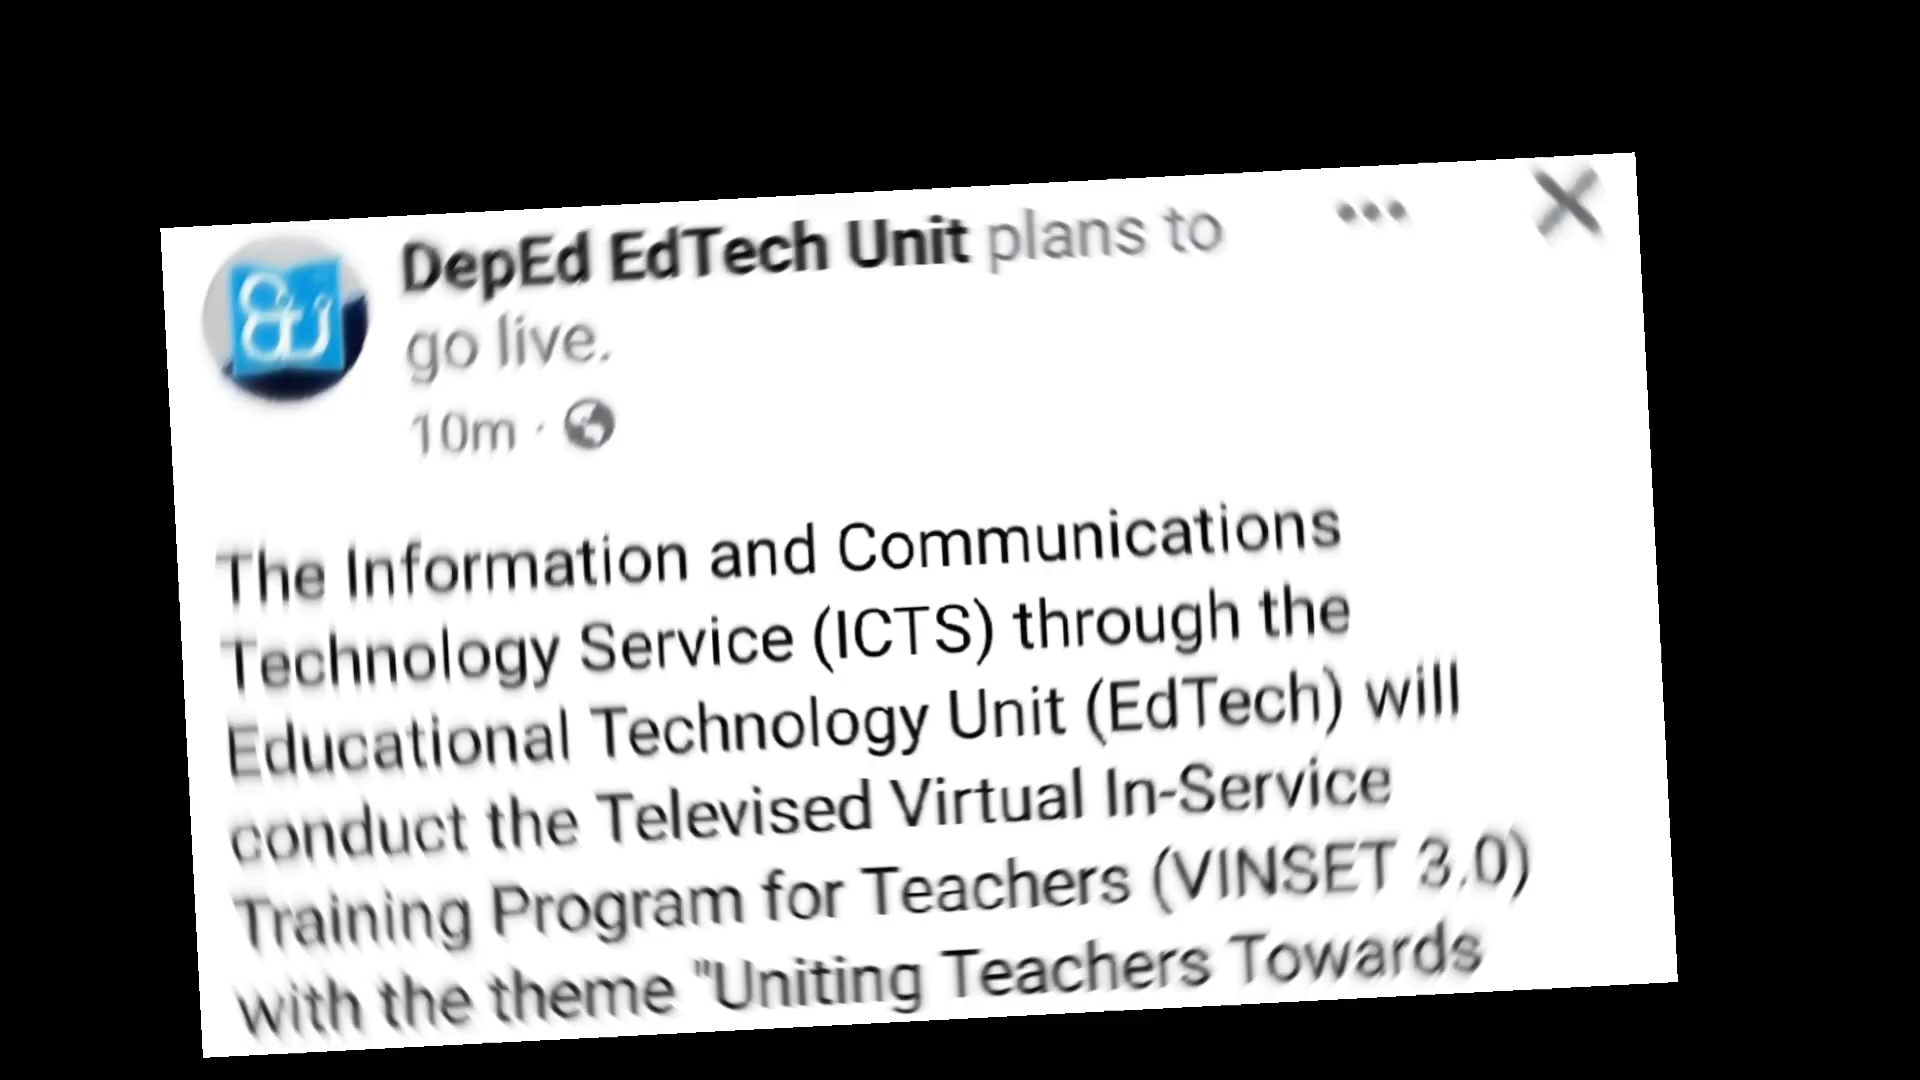 DepEd EdTech Unit plans to
go live.
10m ·
The Information and Communications
Technology Service (ICTS) through the
Educational Technology Unit (EdTech) will
conduct the Televised Virtual In-Service
Training Program for Teachers (VINSET 3.0)
with the theme "Uniting Teachers Towards